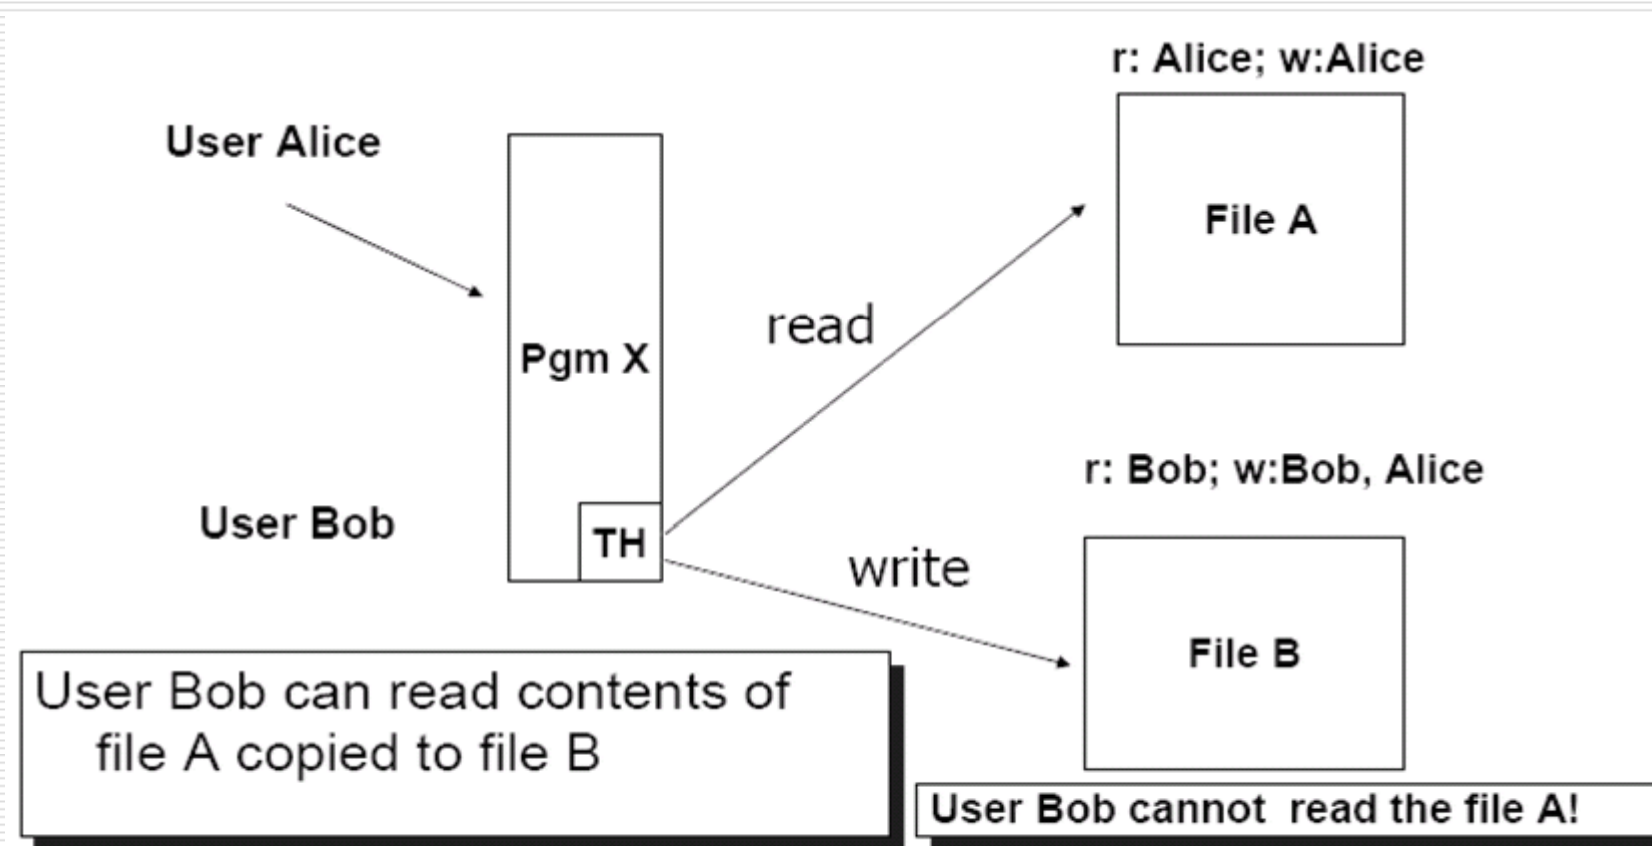 r: Alice; w:Alice
User Alice
File A
read
Pgm X
r: Bob; w:Bob, Alice
User Bob
TH
write
File B
User Bob can read contents of
file A copied to file B
User Bob cannot  read the file A!